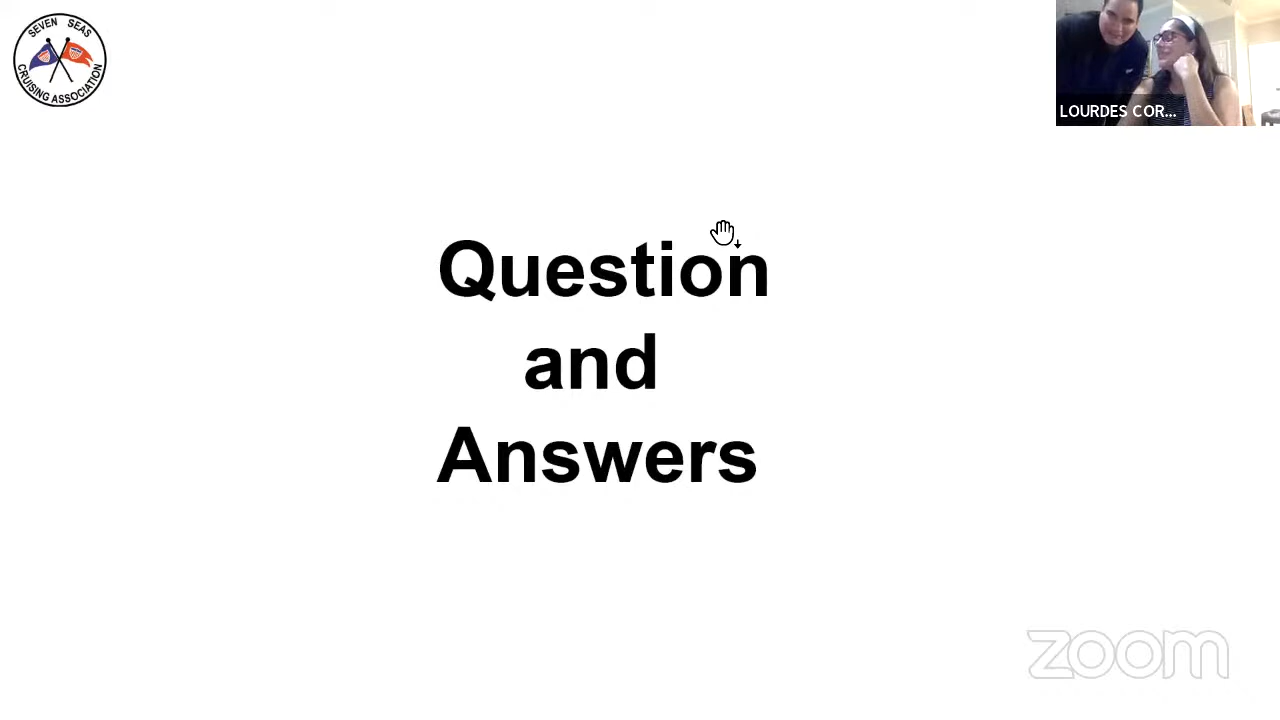 SEVEN SEAS
CRUISING ASSOCIATION
LOURDES COR...
Question
and
Answers
zoom